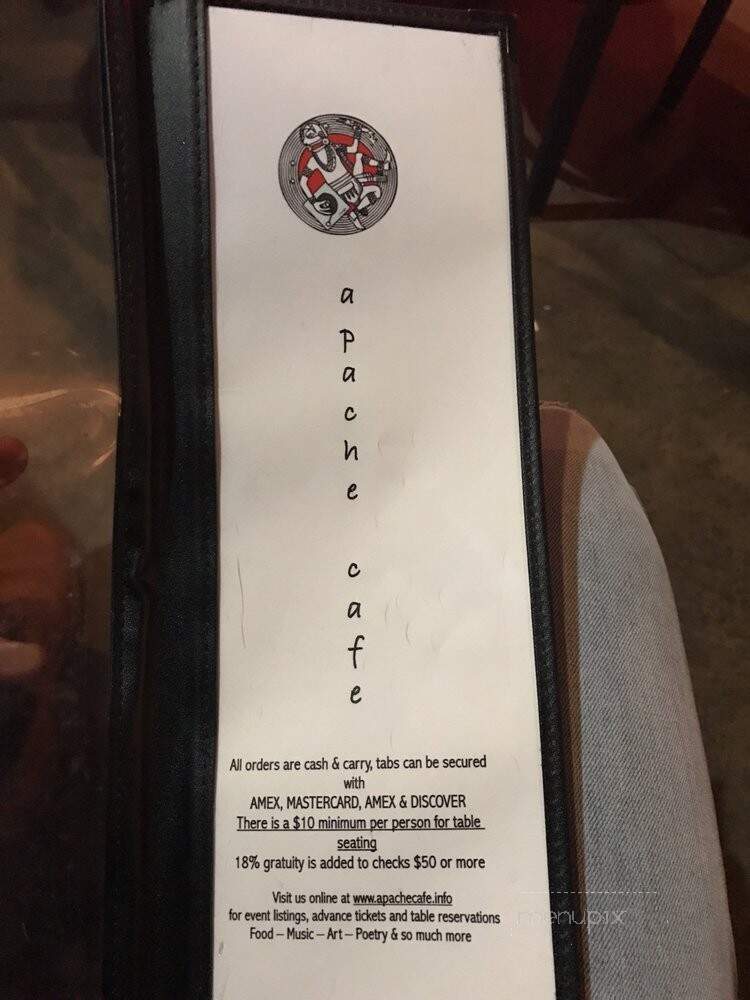 apache
cafe
All orders are cash & carry, tabs can be secured
with
AMEX, MASTERCARD, AMEX & DISCOVER
There is a $10 minimum per person for table
seating
18% gratuity is added to checks $50 or more
Visit us online at www.apachecafe.info
for event listings, advance tickets and table reservations
Food – Music – Art – Poetry & so much more
menupix